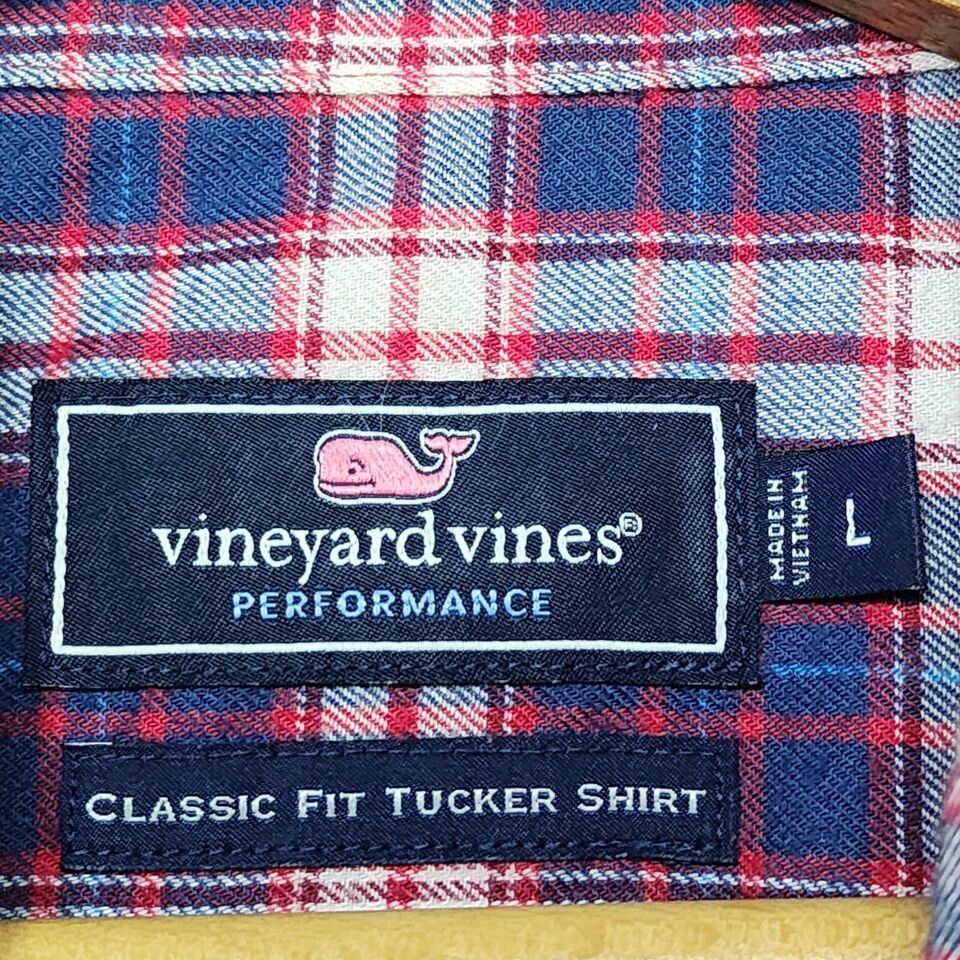 vineyard vines®
PERFORMANCE
MADE IN
VIETNAM
L
CLASSIC FIT TUCKER SHIRT